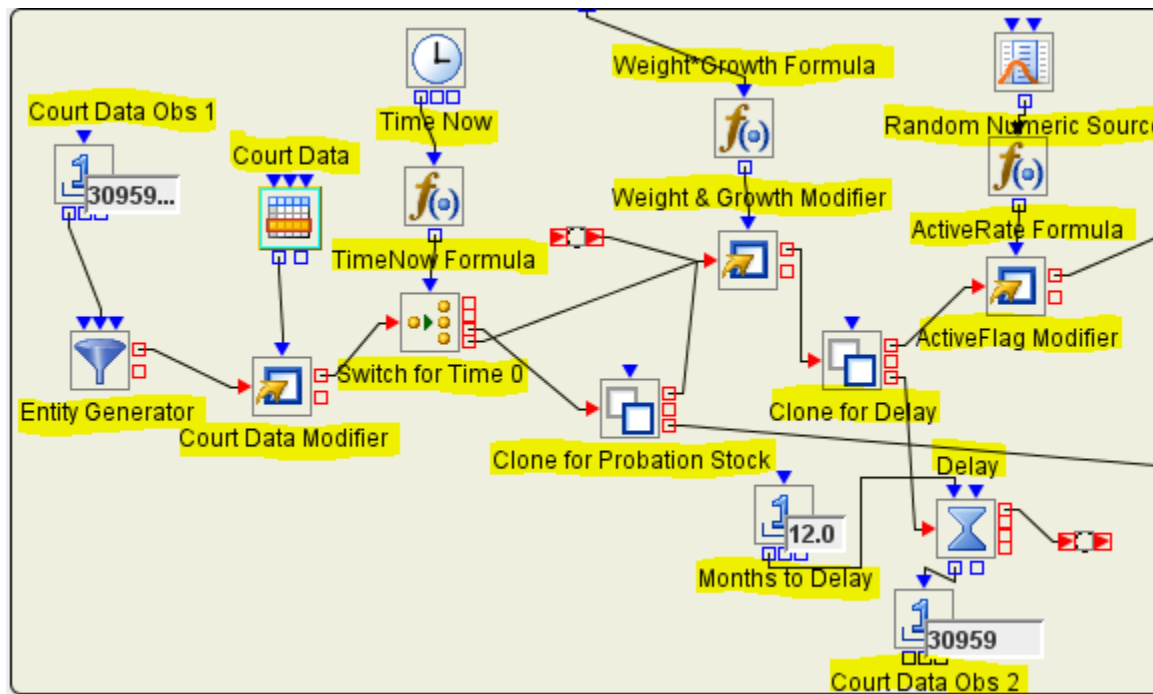 Weight*Growth Formula
Court Data Obs 1
Time Now
Random Numeric Source
Court Data
30959...
Weight & Growth Modifier
TimeNow Formula
ActiveRate Formula
ActiveFlag Modifier
Switch for Time 0
Entity Generator
Clone for Delay
Court Data Modifier
Clone for Probation Stock
Delay
12.0
Months to Delay
30959
Court Data Obs 2